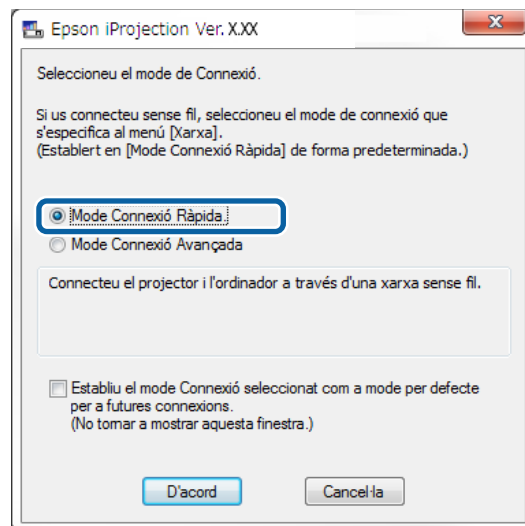 Epson iProjection Ver. X.XX
Seleccioneu el mode de Connexió.
Si us connecteu sense fil, seleccioneu el mode de connexió que
s'especifica al menú [Xarxa].
(Establert en [Mode Connexió Ràpida] de forma predeterminada.)
Mode Connexió Ràpida.
Mode Connexió Avançada
Connecteu el projector i l'ordinador a través d'una xarxa sense fil.
Establiu el mode Connexió seleccionat com a mode per defecte
per a futures connexions.
(No tornar a mostrar aquesta finestra.)
D'acord
Cancel·la